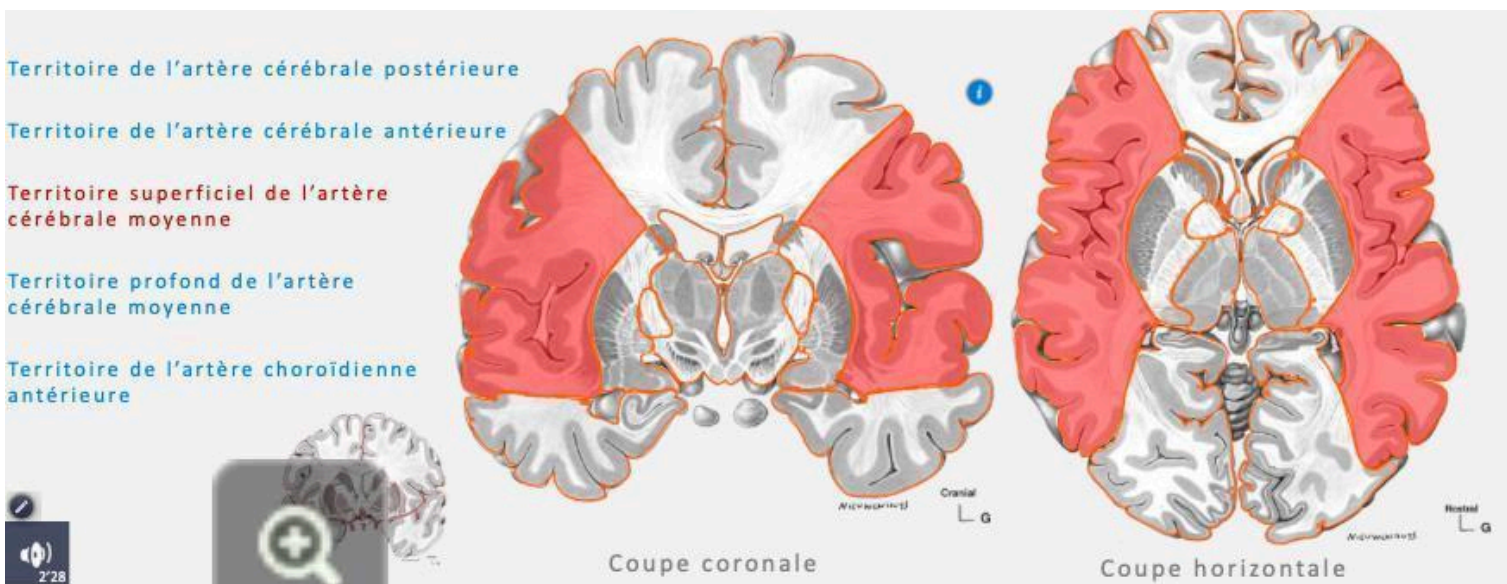 Territoire de l’artère cérébrale postérieure
Territoire de l’artère cérébrale antérieure
Territoire superficiel de l’artère
cérébrale moyenne
Territoire profond de l’artère
cérébrale moyenne
Territoire de l’artère choroïdienne
antérieure
2'28
i
Cranial
G
Coupe coronale
Rostral
G
Coupe horizontale